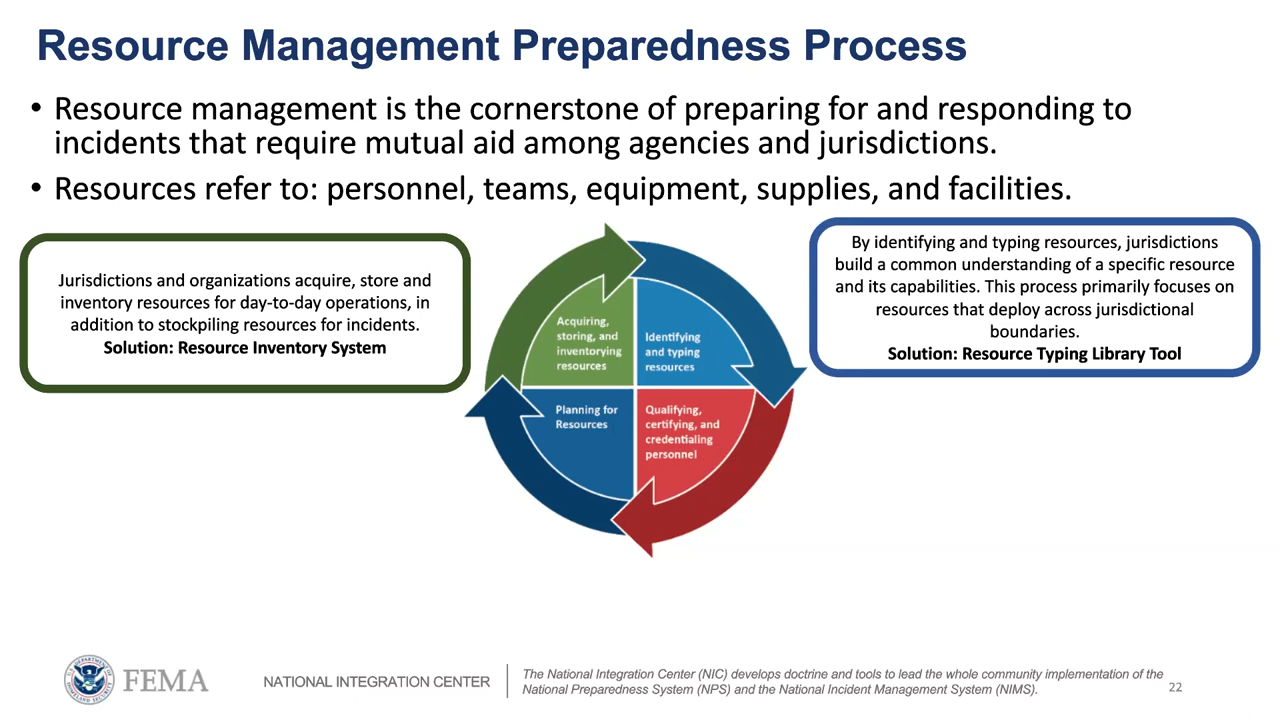 Resource Management Preparedness Process
• Resource management is the cornerstone of preparing for and responding to
incidents that require mutual aid among agencies and jurisdictions.
• Resources refer to: personnel, teams, equipment, supplies, and facilities.
Jurisdictions and organizations acquire, store and
inventory resources for day-to-day operations, in
addition to stockpiling resources for incidents.
Solution: Resource Inventory System
By identifying and typing resources, jurisdictions
build a common understanding of a specific resource
and its capabilities. This process primarily focuses on
resources that deploy across jurisdictional
boundaries.
Solution: Resource Typing Library Tool
Acquiring,
storing, and
inventorying
resources
Identifying
and typing
resources
Planning for
Resources
Qualifying,
certifying, and
credentialing
personnel
FEMA
NATIONAL INTEGRATION CENTER
The National Integration Center (NIC) develops doctrine and tools to lead the whole community implementation of the
National Preparedness System (NPS) and the National Incident Management System (NIMS).
22